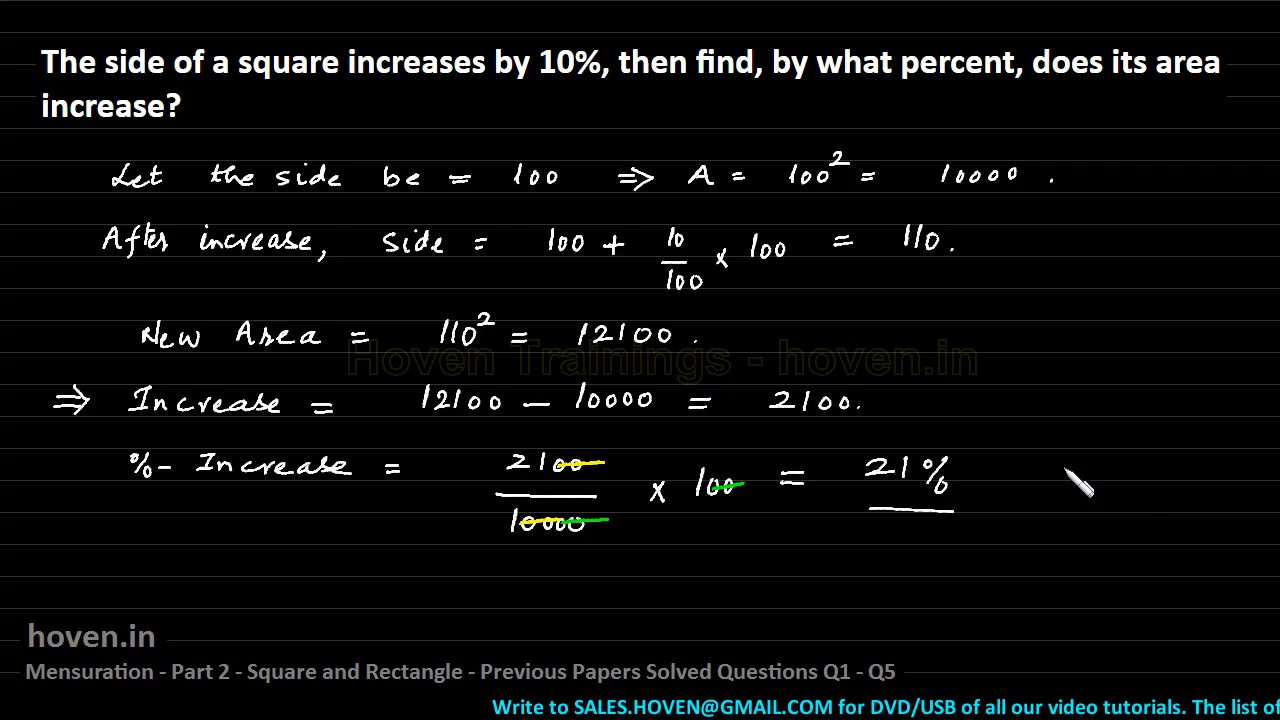 The side of a square increases by 10%, then find, by what percent, does its area
increase?
Let the side be = 100 ⇒ A = 100² = 10000 .
After increase, side = 100 + 10/100 × 100 = 110 .
New Area = 110² = 12100 .
Hoven Trainings - hoven.in
⇒ Increase = 12100 – 10000 = 2100 .
%- Increase = 2100/10000 × 100 = 21 %
hoven.in
Mensuration - Part 2 - Square and Rectangle - Previous Papers Solved Questions Q1 - Q5
Write to SALES.HOVEN@GMAIL.COM for DVD/USB of all our video tutorials. The list of